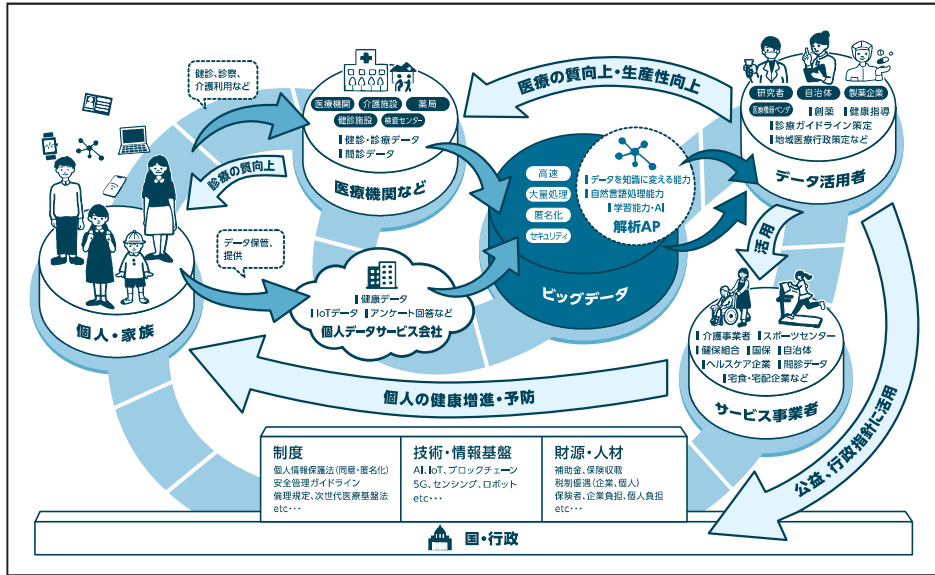 健診、診察、
介護利用など
医療機関
介護施設
薬局
健診施設
検査センター
健診・診療データ
問診データ
医療機関など
医療の質向上・生産性向上
研究者
自治体
製薬企業
医療機器ベンダ
創薬
健康指導
診療ガイドライン策定
地域医療行政策定など
データ活用者
診療の質向上
高速
大量処理
匿名化
セキュリティ
データを知識に変える能力
自然言語処理能力
学習能力・AI
解析AP
ビッグデータ
活用
データ保管、
提供
個人・家族
健康データ
IoTデータ
アンケート回答など
個人データサービス会社
介護事業者
スポーツセンター
健保組合
国保
自治体
ヘルスケア企業
問診データ
宅食・宅配企業など
サービス事業者
個人の健康増進・予防
公益、行政指針に活用
制度
個人情報保護法(同意・匿名化)
安全管理ガイドライン
倫理規定、次世代医療基盤法
etc・・・
技術・情報基盤
AI、IoT、ブロックチェーン
5G、センシング、ロボット
etc・・・
財源・人材
補助金、保険収載
税制優遇(企業、個人)
保険者、企業負担、個人負担
etc・・・
国・行政